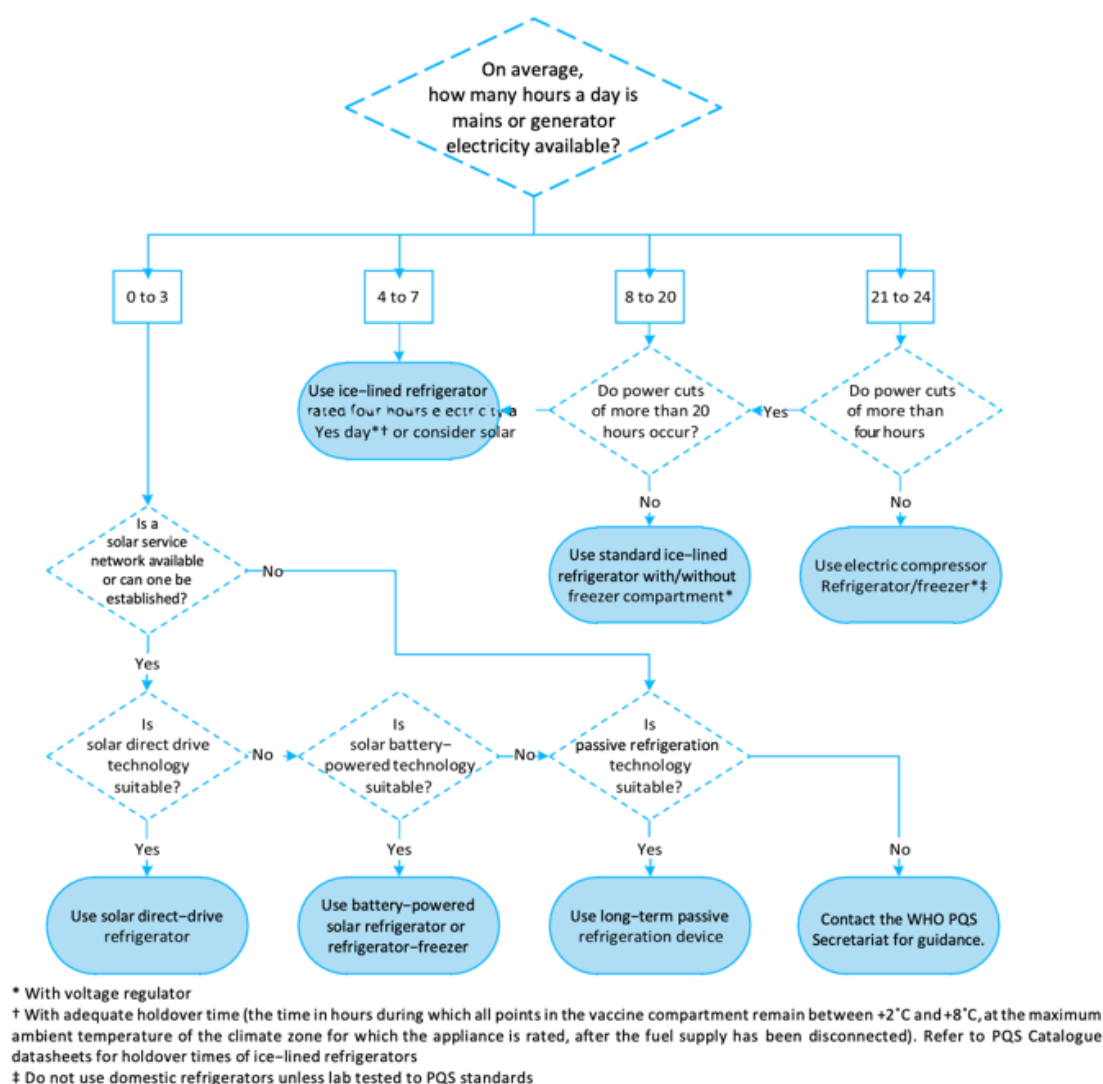 On average,
how many hours a day is
mains or generator
electricity available?
0 to 3
4 to 7
8 to 20
21 to 24
Use ice–lined refrigerator
rated four hours electricity a
Yes day*† or consider solar
Do power cuts
of more than 20
hours occur?
Yes
Do power cuts
of more than
four hours
No
No
Use standard ice–lined
refrigerator with/without
freezer compartment*
Use electric compressor
Refrigerator/freezer*‡
Is a
solar service
network available
or can one be
established?
No
Yes
Is
solar direct drive
technology
suitable?
No
Is
solar battery–
powered technology
suitable?
No
Is
passive refrigeration
technology
suitable?
Yes
Yes
Yes
No
Use solar direct–drive
refrigerator
Use battery–powered
solar refrigerator or
refrigerator–freezer
Use long–term passive
refrigeration device
Contact the WHO PQS
Secretariat for guidance.
* With voltage regulator
† With adequate holdover time (the time in hours during which all points in the vaccine compartment remain between +2˚C and +8˚C, at the maximum
ambient temperature of the climate zone for which the appliance is rated, after the fuel supply has been disconnected). Refer to PQS Catalogue
datasheets for holdover times of ice–lined refrigerators
‡ Do not use domestic refrigerators unless lab tested to PQS standards